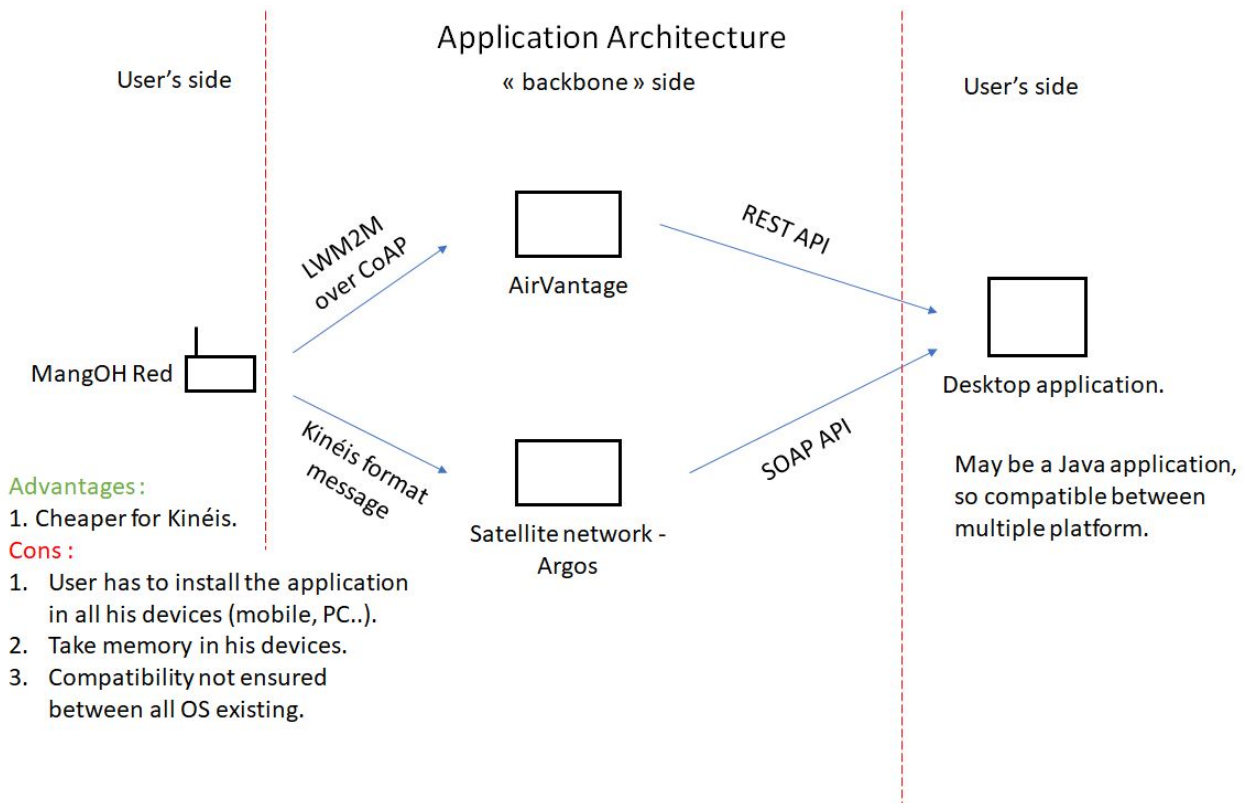 Application Architecture
User's side
« backbone » side
User's side
LWM2M
over CoAP
REST API
AirVantage
MangOH Red
Desktop application.
Kinéis format
message
SOAP API
Satellite network -
Argos
May be a Java application,
so compatible between
multiple platform.
Advantages :
1. Cheaper for Kinéis.
Cons :
1. User has to install the application
in all his devices (mobile, PC..).
2. Take memory in his devices.
3. Compatibility not ensured
between all OS existing.